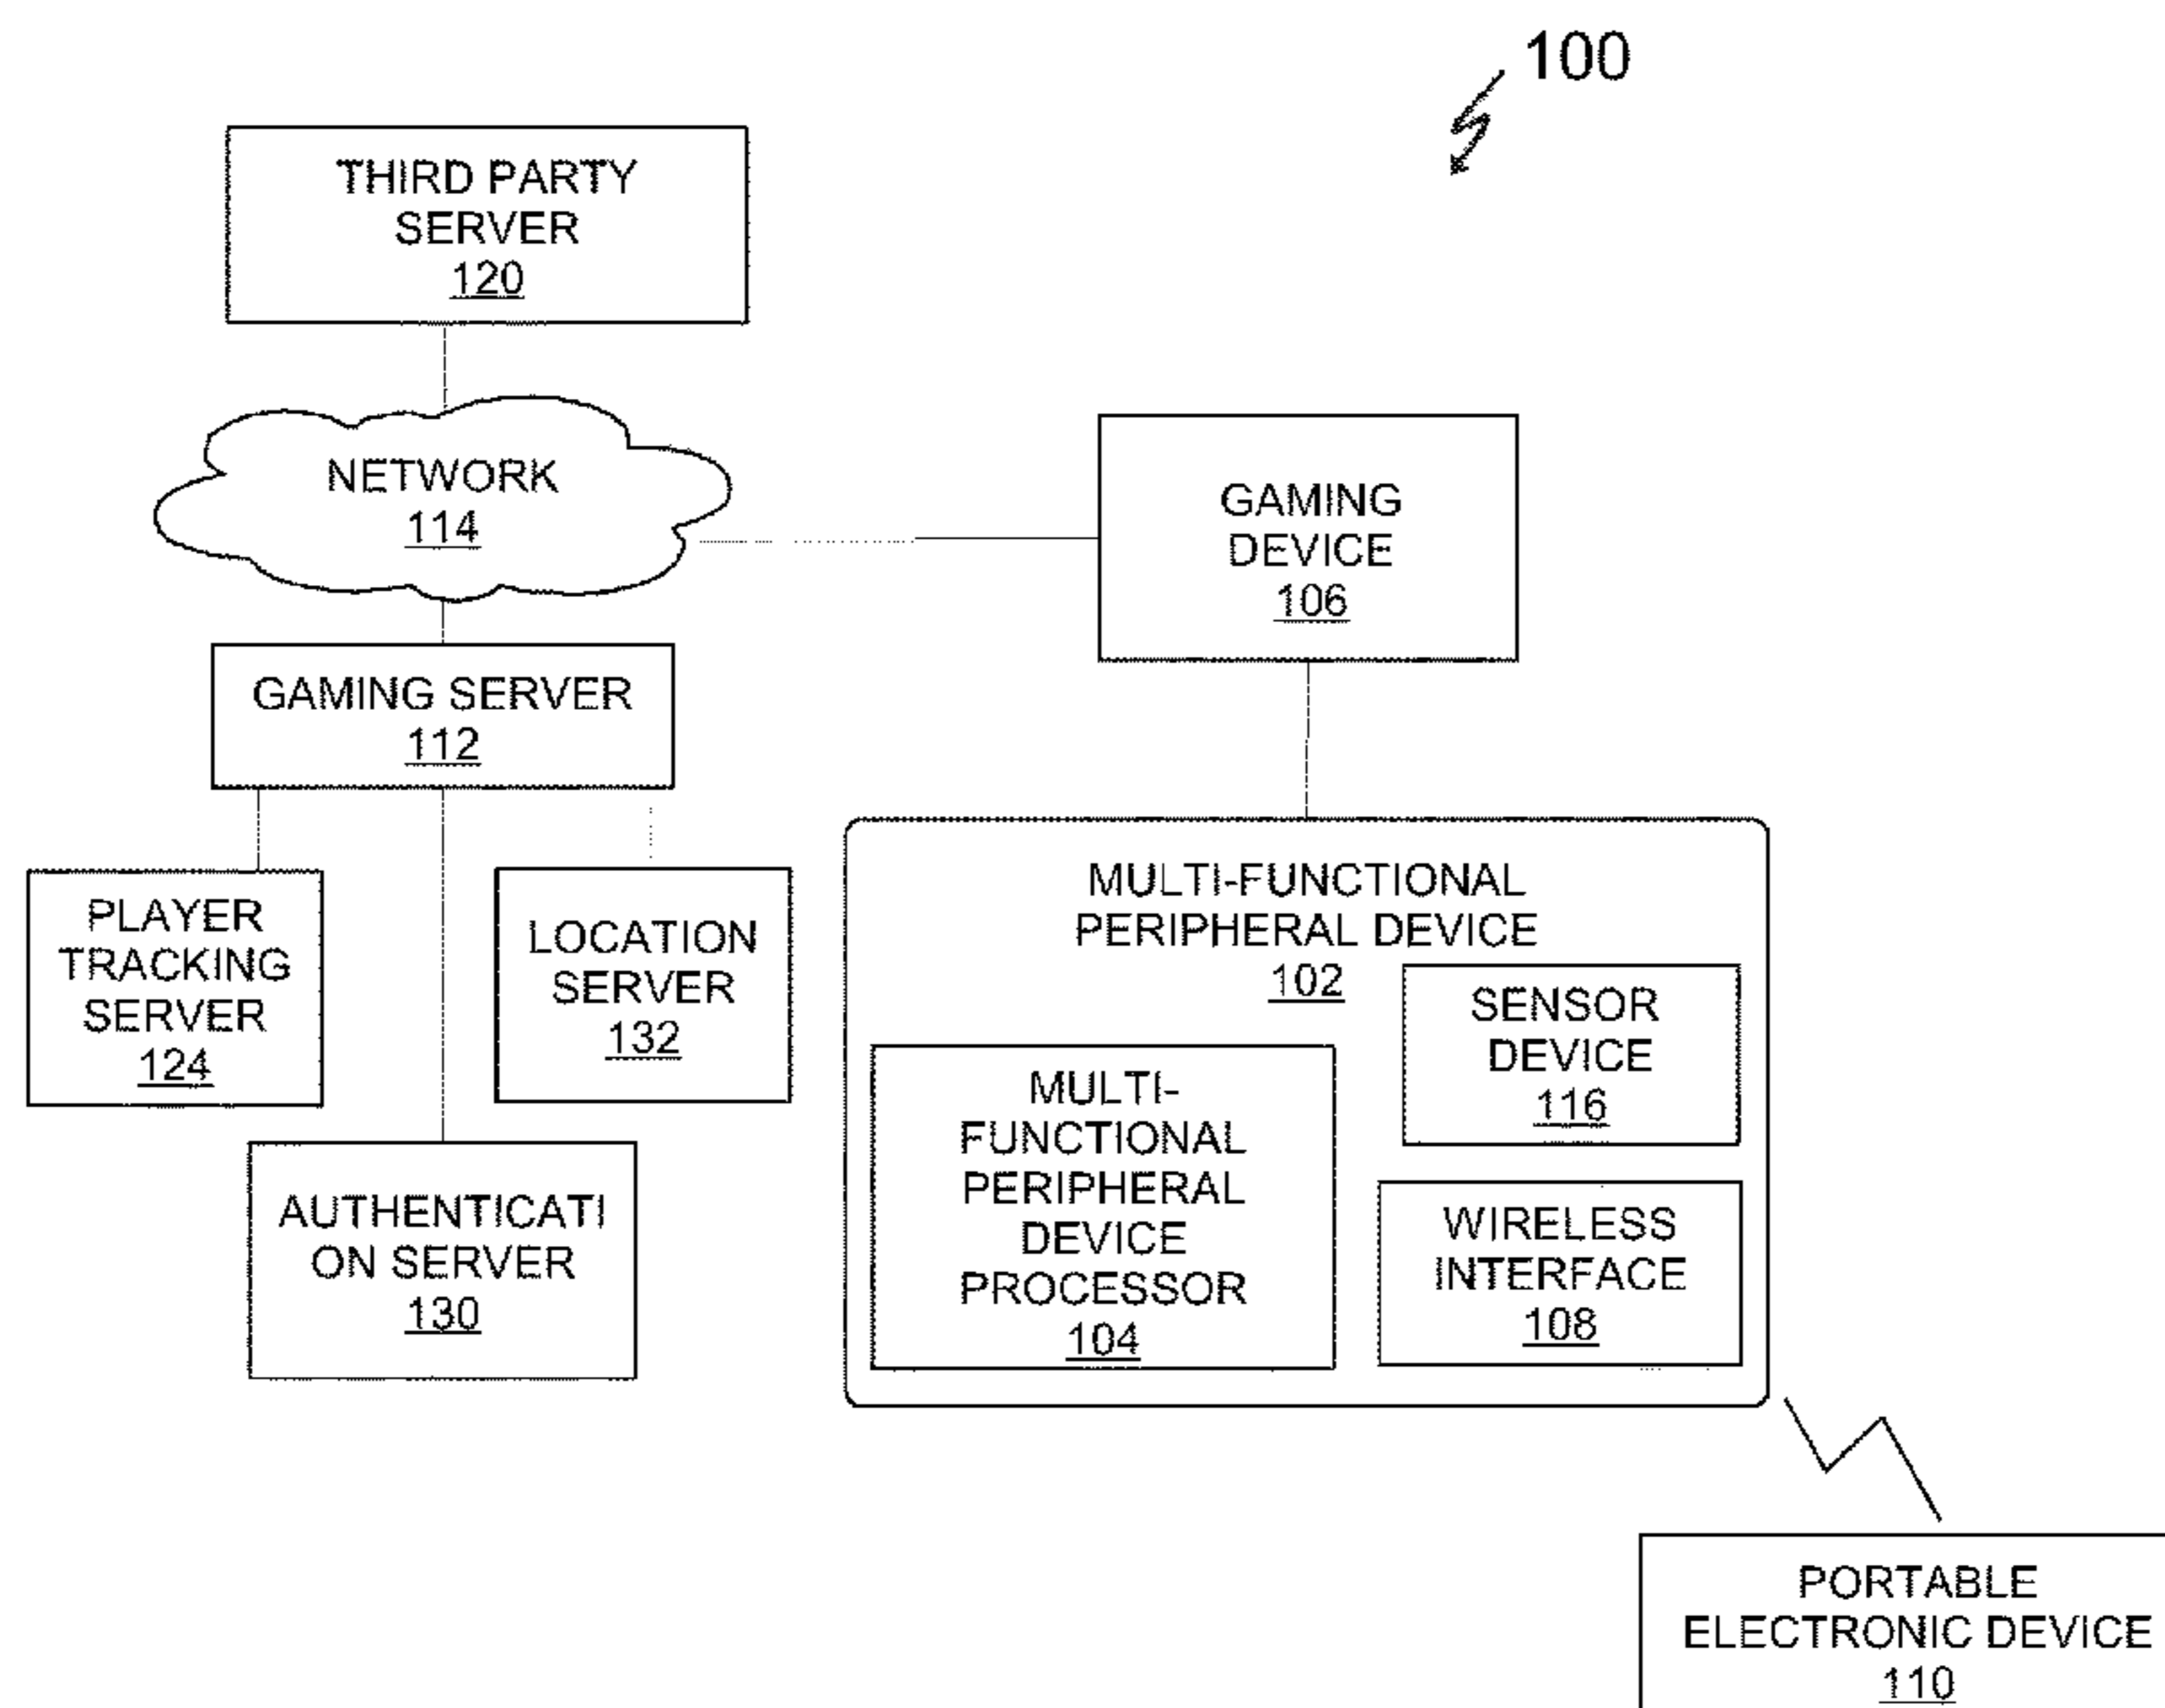 100
THIRD PARTY
SERVER
120
NETWORK
114
GAMING
DEVICE
106
GAMING SERVER
112
PLAYER
TRACKING
SERVER
124
LOCATION
SERVER
132
AUTHENTICATI
ON SERVER
130
MULTI-FUNCTIONAL
PERIPHERAL DEVICE
102
SENSOR
DEVICE
116
MULTI-
FUNCTIONAL
PERIPHERAL
DEVICE
PROCESSOR
104
WIRELESS
INTERFACE
108
PORTABLE
ELECTRONIC DEVICE
110